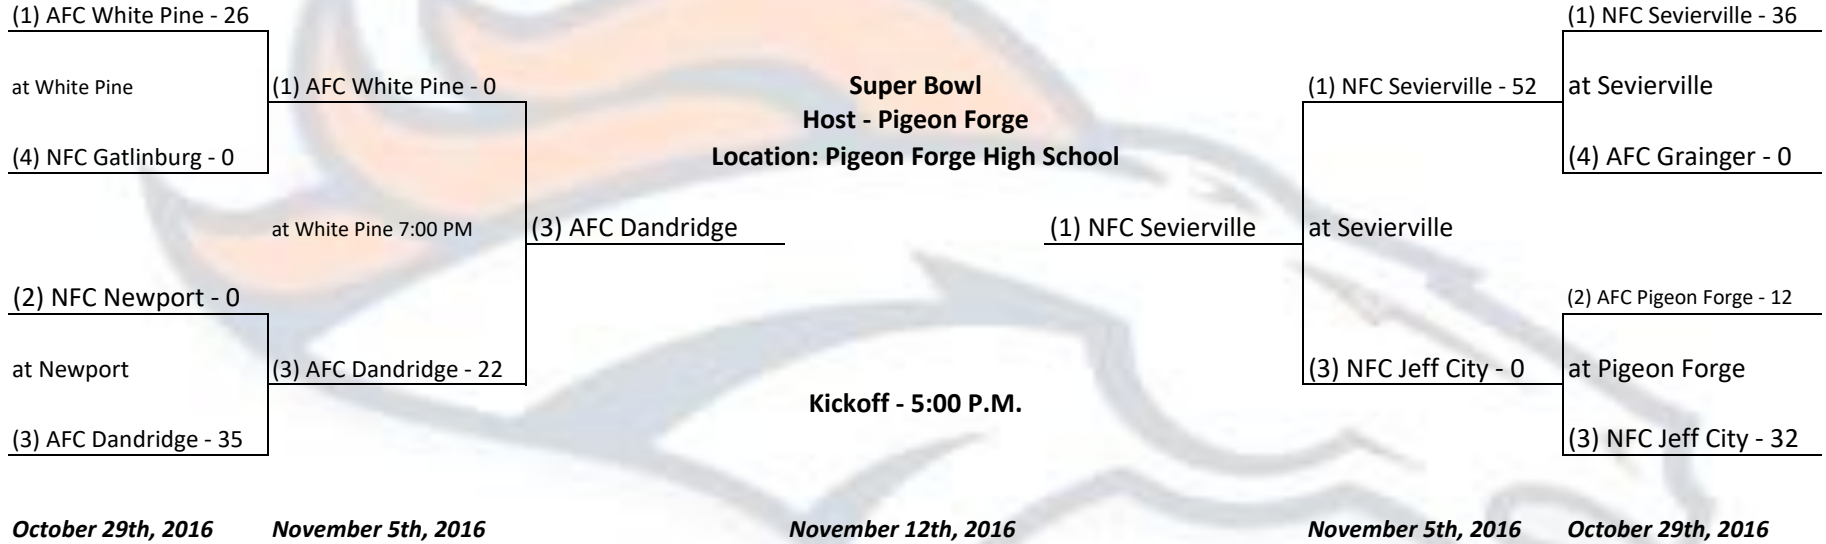 (1) AFC White Pine - 26
(1) NFC Sevierville - 36
at White Pine
(1) AFC White Pine - 0
Super Bowl
(1) NFC Sevierville - 52
at Sevierville
Host - Pigeon Forge
(4) NFC Gatlinburg - 0
Location: Pigeon Forge High School
(4) AFC Grainger - 0
at White Pine 7:00 PM
(3) AFC Dandridge
(1) NFC Sevierville
at Sevierville
(2) NFC Newport - 0
(2) AFC Pigeon Forge - 12
at Newport
(3) AFC Dandridge - 22
(3) NFC Jeff City - 0
at Pigeon Forge
Kickoff - 5:00 P.M.
(3) AFC Dandridge - 35
(3) NFC Jeff City - 32
October 29th, 2016
November 5th, 2016
November 12th, 2016
November 5th, 2016
October 29th, 2016